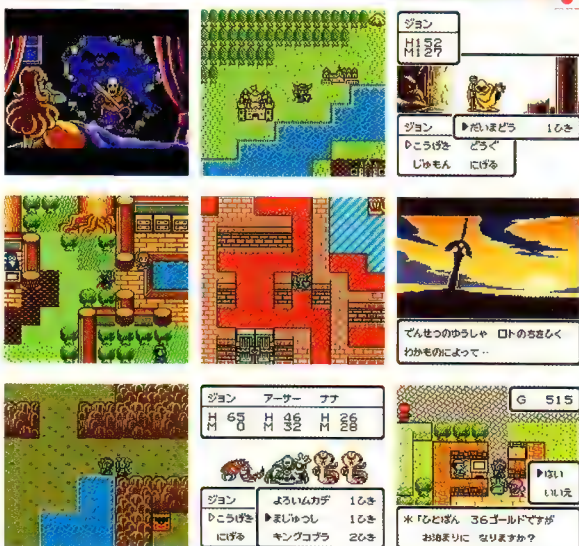 ジョン
H152
M127
ジョン
▶だいまどう 1ひき
▷こうげき どうぐ
じゅもん にげる
でんせつのゆうしゃ ロトのちをひく
わかものによって‥
ジョン アーサー ナナ
H 65 H 46 H 26
M 0 M 32 M 28
ジョン
▷こうげき
にげる
よろいムカデ 1ひき
▶まじゅつし 1ひき
キングコブラ 2ひき
G 515
▶はい
いいえ
*「ひとばん 36ゴールドですが
お泊まりに なりますか?